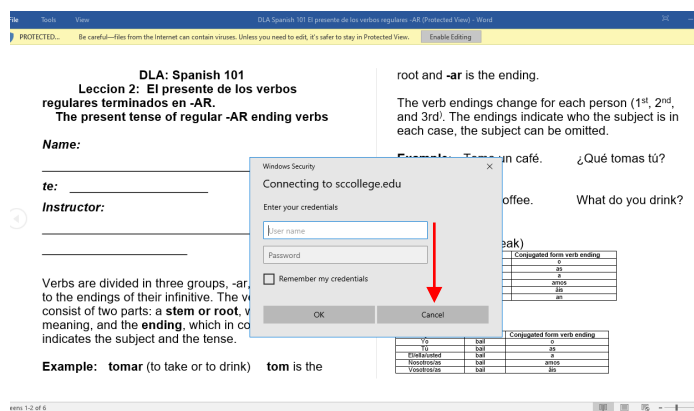 File Tools View DLA Spanish 101 El presente de los verbos regulares -AR (Protected View) - Word
PROTECTED... Be careful—files from the Internet can contain viruses. Unless you need to edit, it's safer to stay in Protected View. Enable Editing
DLA: Spanish 101
Leccion 2: El presente de los verbos
regulares terminados en -AR.
The present tense of regular -AR ending verbs
Name:
te:
Instructor:
Verbs are divided in three groups, -ar,
to the endings of their infinitive. The ve
consist of two parts: a stem or root, w
meaning, and the ending, which in co
indicates the subject and the tense.
Example: tomar (to take or to drink) tom is the
root and -ar is the ending.
The verb endings change for each person (1st, 2nd,
and 3rd). The endings indicate who the subject is in
each case, the subject can be omitted.
Example: Tomo un café. ¿Qué tomas tú?
offee. What do you drink?
eak)
Conjugated form verb ending
o
as
a
amos
áis
an
Conjugated form verb ending
Yo bail o
Tú bail as
El/ella/usted bail a
Nosotros/as bail amos
Vosotros/as bail áis
Windows Security
Connecting to sccollege.edu
Enter your credentials
User name
Password
Remember my credentials
OK Cancel
eens 1-2 of 6